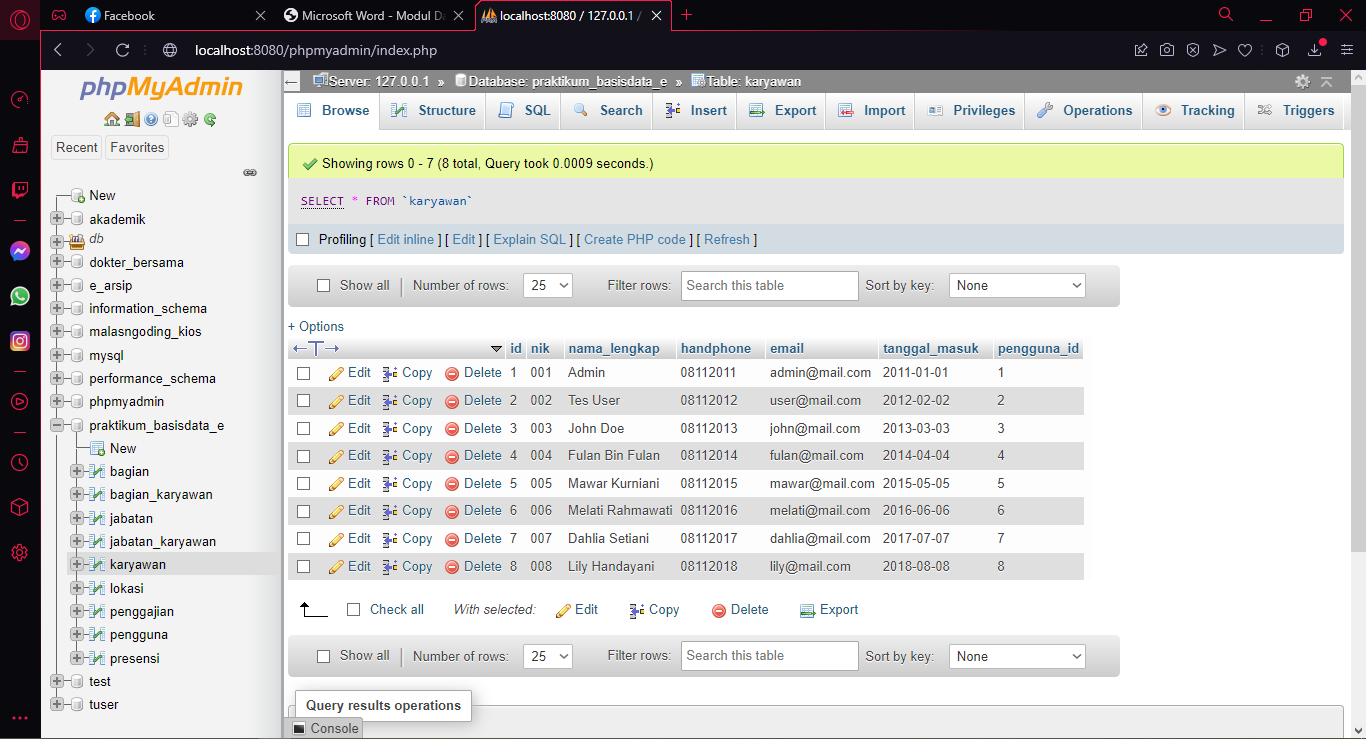 Facebook
Microsoft Word - Modul Da
localhost:8080 / 127.0.0.1 /
localhost:8080/phpmyadmin/index.php
phpMyAdmin
Recent
Favorites
New
akademik
db
dokter_bersama
e_arsip
information_schema
malasngoding_kios
mysql
performance_schema
phpmyadmin
praktikum_basisdata_e
New
bagian
bagian_karyawan
jabatan
jabatan_karyawan
karyawan
lokasi
penggajian
pengguna
presensi
test
tuser
Server: 127.0.0.1 » Database: praktikum_basisdata_e » Table: karyawan
Browse Structure SQL Search Insert Export Import Privileges Operations Tracking Triggers
Showing rows 0 - 7 (8 total, Query took 0.0009 seconds.)
SELECT * FROM `karyawan`
Profiling [ Edit inline ] [ Edit ] [ Explain SQL ] [ Create PHP code ] [ Refresh ]
Show all | Number of rows: 25 Filter rows: Search this table Sort by key: None
+ Options
id nik nama_lengkap handphone email tanggal_masuk pengguna_id
Edit Copy Delete 1 001 Admin 08112011 admin@mail.com 2011-01-01 1
Edit Copy Delete 2 002 Tes User 08112012 user@mail.com 2012-02-02 2
Edit Copy Delete 3 003 John Doe 08112013 john@mail.com 2013-03-03 3
Edit Copy Delete 4 004 Fulan Bin Fulan 08112014 fulan@mail.com 2014-04-04 4
Edit Copy Delete 5 005 Mawar Kurniani 08112015 mawar@mail.com 2015-05-05 5
Edit Copy Delete 6 006 Melati Rahmawati 08112016 melati@mail.com 2016-06-06 6
Edit Copy Delete 7 007 Dahlia Setiani 08112017 dahlia@mail.com 2017-07-07 7
Edit Copy Delete 8 008 Lily Handayani 08112018 lily@mail.com 2018-08-08 8
Check all With selected: Edit Copy Delete Export
Show all | Number of rows: 25 Filter rows: Search this table Sort by key: None
Query results operations
Console